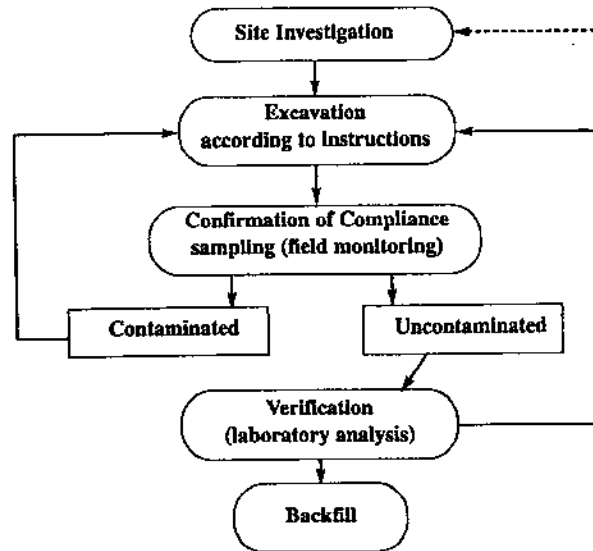 Site Investigation
Excavation
according to Instructions
Confirmation of Compliance
sampling (field monitoring)
Contaminated
Uncontaminated
Verification
(laboratory analysis)
Backfill